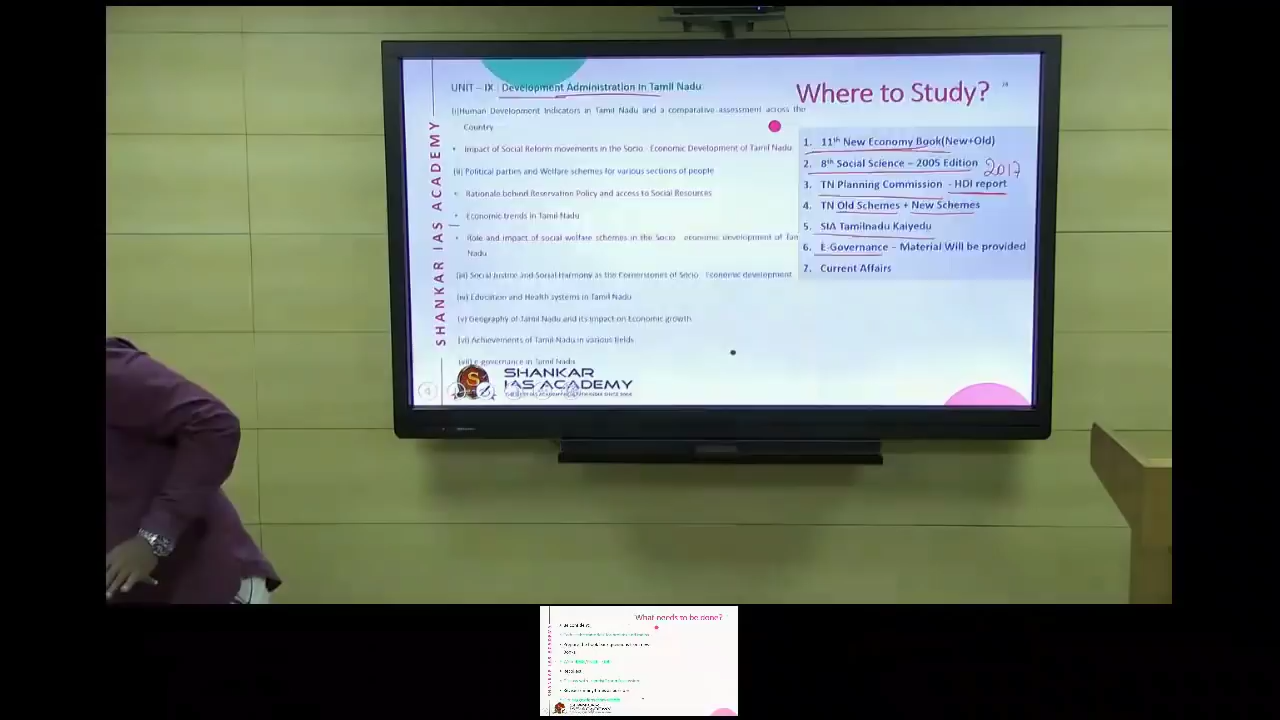 UNIT – IX Development Administration in Tamil Nadu
(i)Human Development Indicators in Tamil Nadu and a comparative assessment across the
Country
• Impact of Social Reform movements in the Socio - Economic Development of Tamil Nadu
(ii) Political parties and Welfare schemes for various sections of people
• Rationale behind Reservation Policy and access to Social Resources
• Economic trends in Tamil Nadu
• Role and impact of social welfare schemes in the Socio - economic development of Tam
Nadu
(iii) Social Justice and Social Harmony as the Cornerstones of Socio - Economic development
(iv) Education and Health systems in Tamil Nadu
(v) Geography of Tamil Nadu and its impact on Economic growth
(vi) Achievements of Tamil Nadu in various fields
(vii) e-governance in Tamil Nadu
SHANKAR IAS ACADEMY
SHANKAR
IAS ACADEMY
Where to Study?
1. 11th New Economy Book(New+Old)
2. 8th Social Science – 2005 Edition
2017
3. TN Planning Commission - HDI report
4. TN Old Schemes + New Schemes
5. SIA Tamilnadu Kaiyedu
6. E-Governance – Material Will be provided
7. Current Affairs
What needs to be done?
SHANKAR IAS ACADEMY